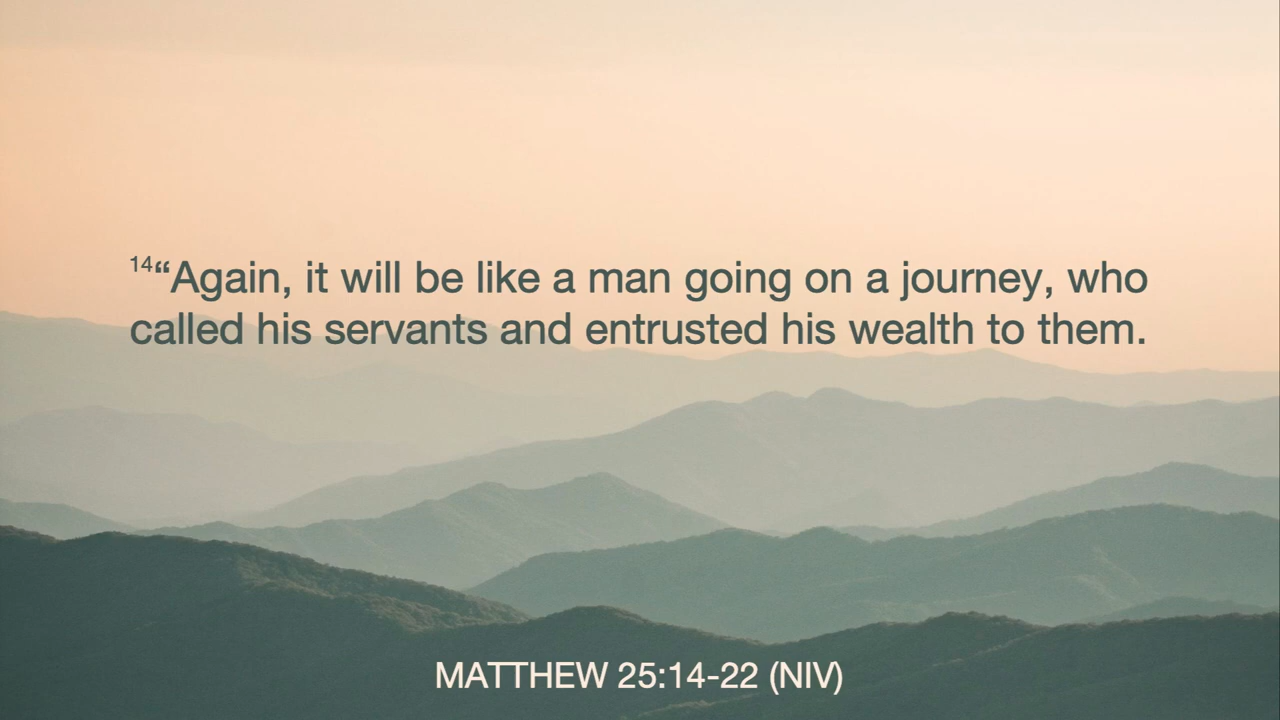 14“Again, it will be like a man going on a journey, who
called his servants and entrusted his wealth to them.
MATTHEW 25:14-22 (NIV)